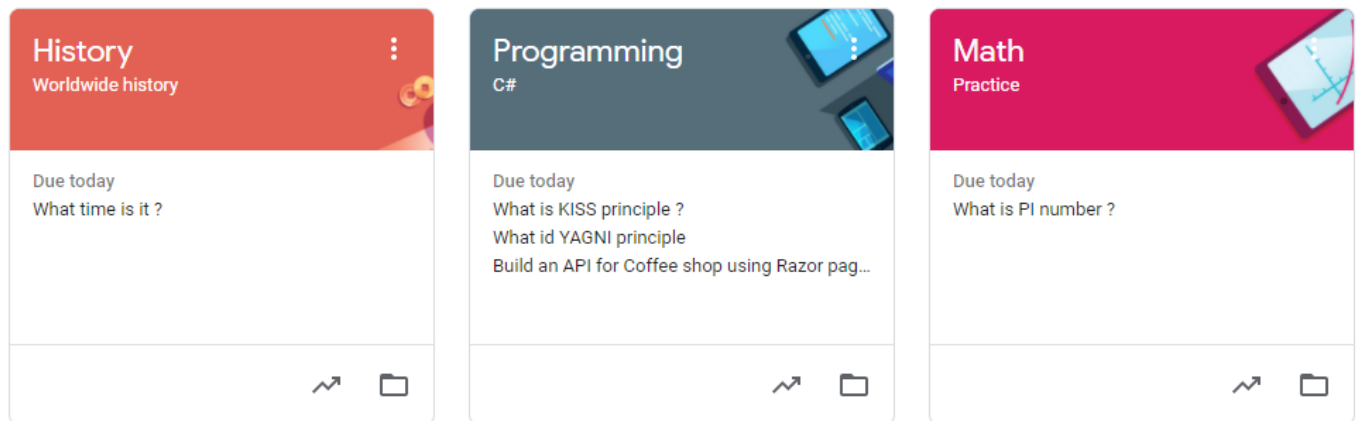 History
Worldwide history
Due today
What time is it ?
Programming
C#
Due today
What is KISS principle ?
What id YAGNI principle
Build an API for Coffee shop using Razor pag...
Math
Practice
Due today
What is PI number ?